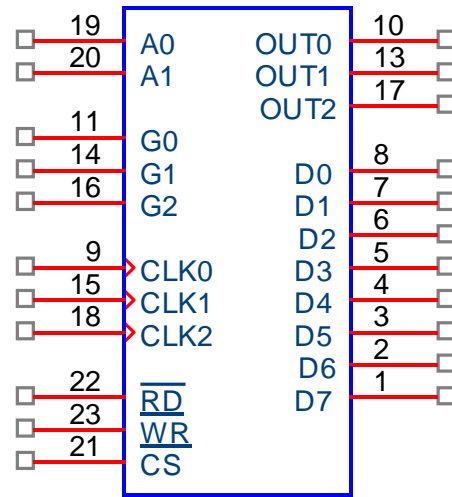 19 A0 OUT0 10
20 A1 OUT1 13
OUT2 17
11 G0
14 G1 D0 8
16 G2 D1 7
D2 6
9 CLK0 D3 5
15 CLK1 D4 4
18 CLK2 D5 3
D6 2
22 RD D7 1
23 WR
21 CS